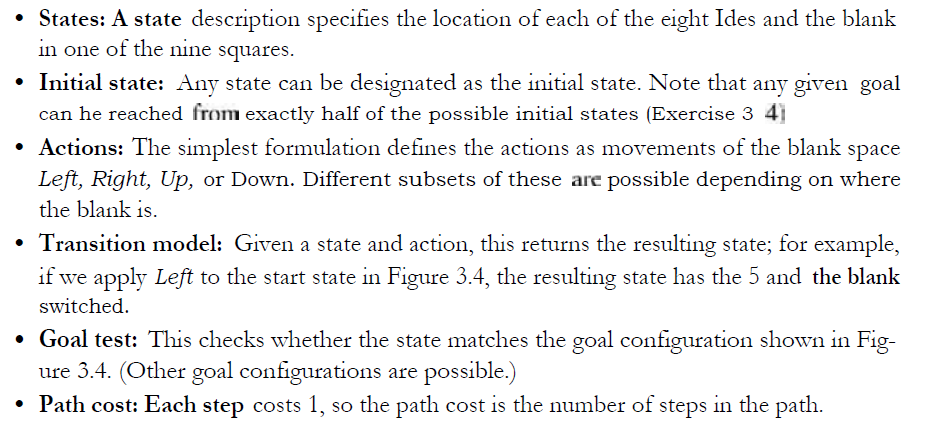 • States: A state description specifies the location of each of the eight Ides and the blank
in one of the nine squares.
• Initial state: Any state can be designated as the initial state. Note that any given goal
can he reached from exactly half of the possible initial states (Exercise 3 4)
• Actions: The simplest formulation defines the actions as movements of the blank space
Left, Right, Up, or Down. Different subsets of these are possible depending on where
the blank is.
• Transition model: Given a state and action, this returns the resulting state; for example,
if we apply Left to the start state in Figure 3.4, the resulting state has the 5 and the blank
switched.
• Goal test: This checks whether the state matches the goal configuration shown in Fig-
ure 3.4. (Other goal configurations are possible.)
• Path cost: Each step costs 1, so the path cost is the number of steps in the path.